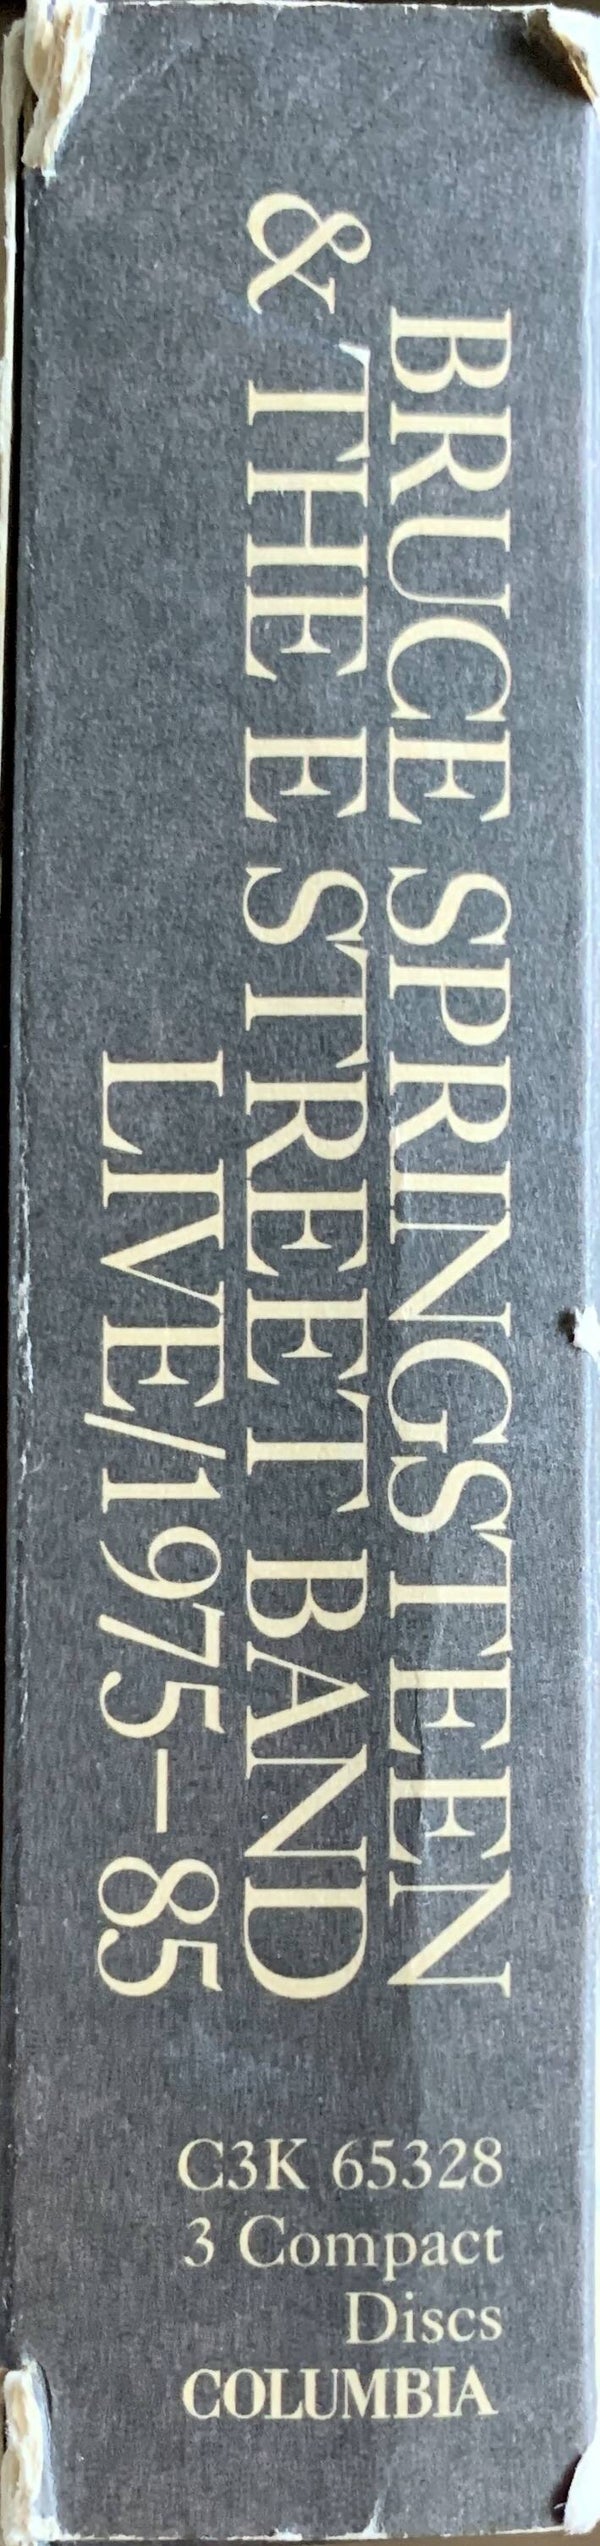 BRUCE SPRINGSTEEN
& THE E STREET BAND
LIVE/1975–85
C3K 65328
3 Compact
Discs
COLUMBIA